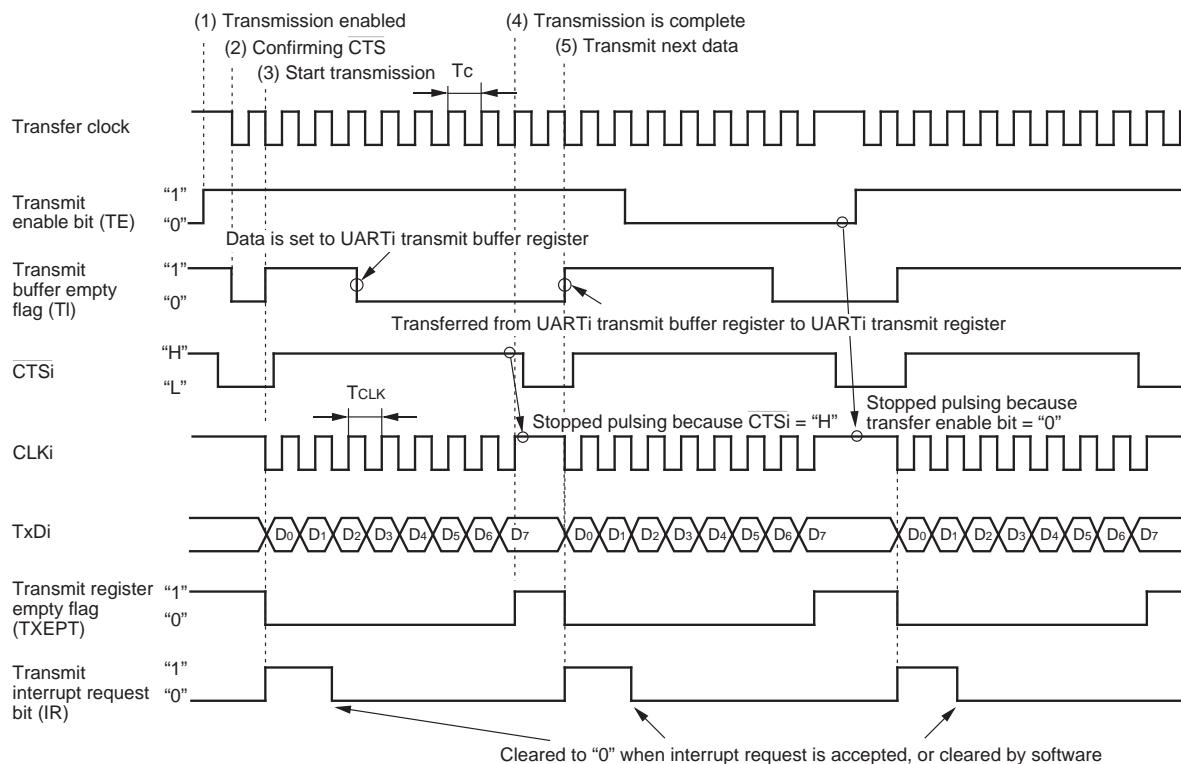 (1) Transmission enabled
(4) Transmission is complete
(2) Confirming CTS
(5) Transmit next data
(3) Start transmission
Tc
Transfer clock
Transmit
enable bit (TE)
“1”
“0”
Data is set to UARTi transmit buffer register
Transmit
buffer empty
flag (TI)
“1”
“0”
Transferred from UARTi transmit buffer register to UARTi transmit register
CTSi
“H”
“L”
TCLK
Stopped pulsing because CTSi = “H”
Stopped pulsing because
transfer enable bit = “0”
CLKi
TxDi
D0 D1 D2 D3 D4 D5 D6 D7
D0 D1 D2 D3 D4 D5 D6 D7
D0 D1 D2 D3 D4 D5 D6 D7
Transmit register
empty flag
(TXEPT)
“1”
“0”
Transmit
interrupt request
bit (IR)
“1”
“0”
Cleared to “0” when interrupt request is accepted, or cleared by software